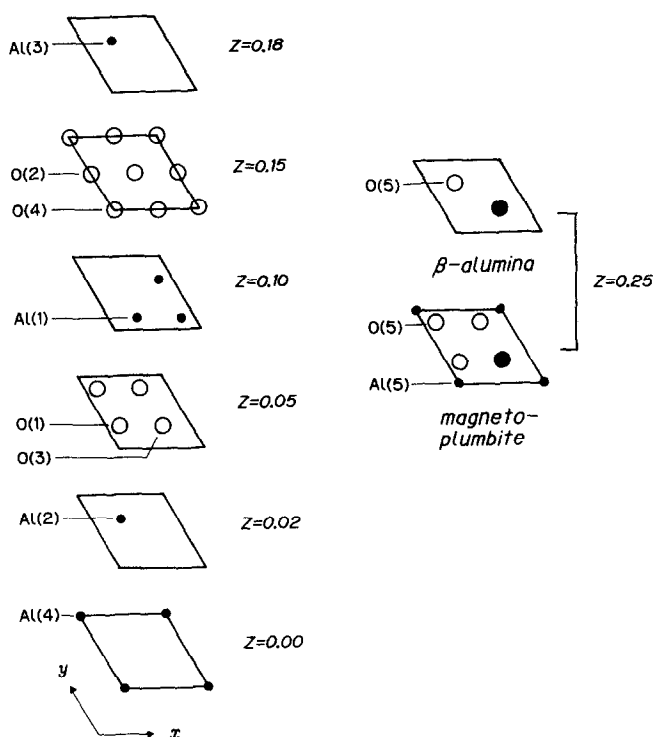 Al(3) Z=0.18
O(2) Z=0.15
O(4)
Al(1) Z=0.10
O(1) Z=0.05
O(3)
Al(2) Z=0.02
Al(4) Z=0.00
y
x
O(5)
β-alumina
Z=0.25
O(5)
Al(5)
magneto-
plumbite